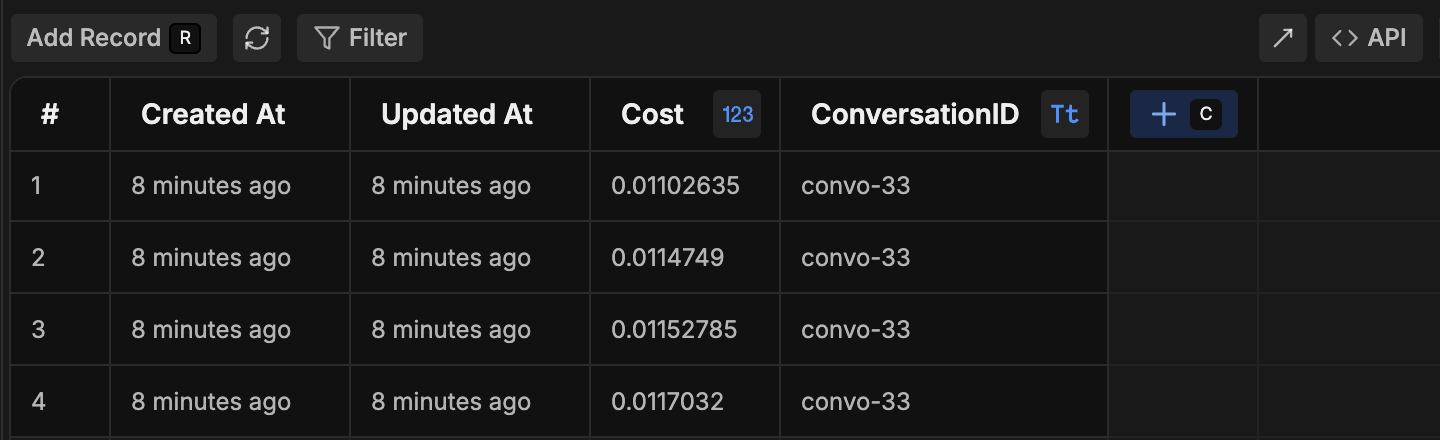 Add Record R Filter <> API
# Created At Updated At Cost 123 ConversationID Tt + C
1 8 minutes ago 8 minutes ago 0.01102635 convo-33
2 8 minutes ago 8 minutes ago 0.0114749 convo-33
3 8 minutes ago 8 minutes ago 0.01152785 convo-33
4 8 minutes ago 8 minutes ago 0.0117032 convo-33